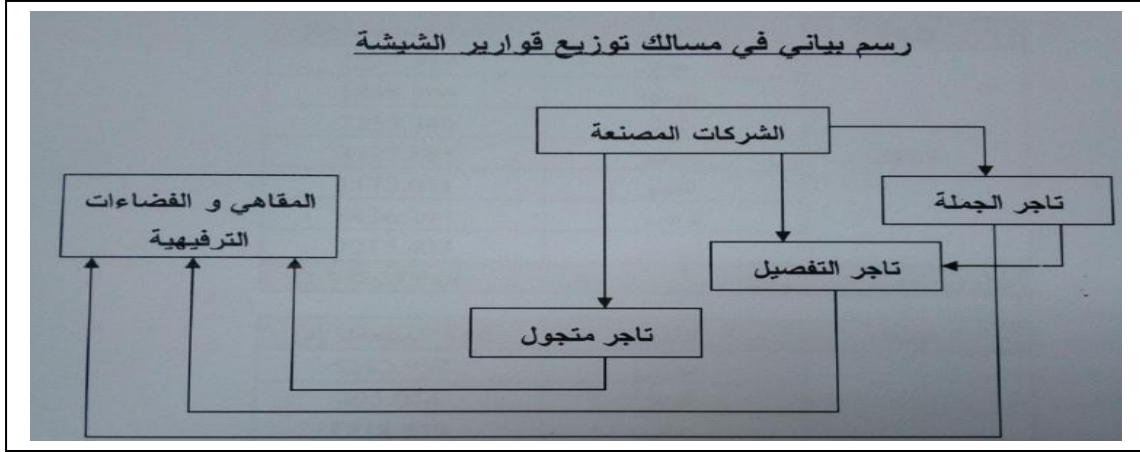 رسم بياني في مسالك توزيع قوارير الشيشة
الشركات المصنعة
تاجر الجملة
المقاهي و الفضاءات
الترفيهية
تاجر التفصيل
تاجر متجول